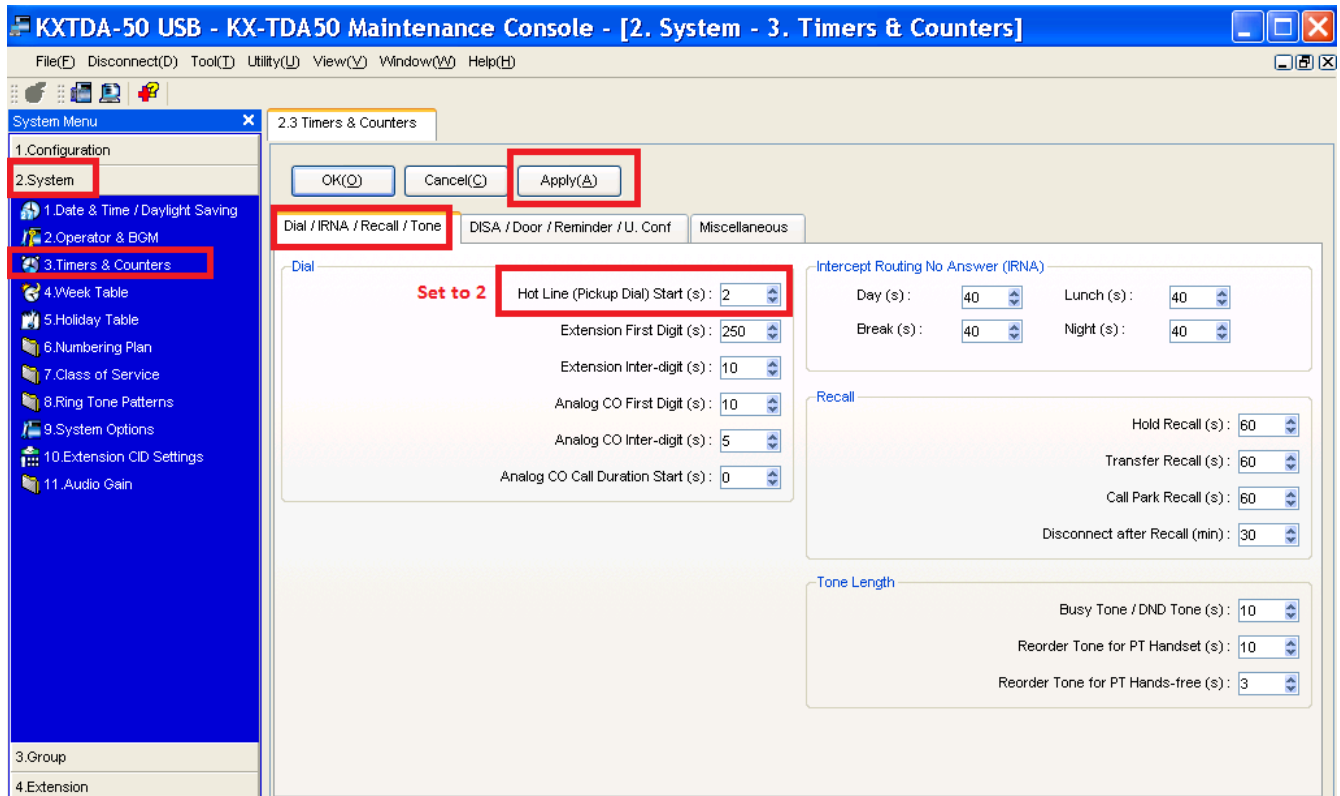 KXTDA-50 USB - KX-TDA50 Maintenance Console - [2. System - 3. Timers & Counters]
File(F) Disconnect(D) Tool(T) Utility(U) View(V) Window(W) Help(H)
System Menu
1.Configuration
2.System
1.Date & Time / Daylight Saving
2.Operator & BGM
3.Timers & Counters
4.Week Table
5.Holiday Table
6.Numbering Plan
7.Class of Service
8.Ring Tone Patterns
9.System Options
10.Extension CID Settings
11.Audio Gain
3.Group
4.Extension
2.3 Timers & Counters
OK(O) Cancel(C) Apply(A)
Dial / IRNA / Recall / Tone DISA / Door / Reminder / U. Conf Miscellaneous
Dial
Set to 2 Hot Line (Pickup Dial) Start (s) : 2
Extension First Digit (s) : 250
Extension Inter-digit (s) : 10
Analog CO First Digit (s) : 10
Analog CO Inter-digit (s) : 5
Analog CO Call Duration Start (s) : 0
Intercept Routing No Answer (IRNA)
Day (s) : 40 Lunch (s) : 40
Break (s) : 40 Night (s) : 40
Recall
Hold Recall (s) : 60
Transfer Recall (s) : 60
Call Park Recall (s) : 60
Disconnect after Recall (min) : 30
Tone Length
Busy Tone / DND Tone (s) : 10
Reorder Tone for PT Handset (s) : 10
Reorder Tone for PT Hands-free (s) : 3